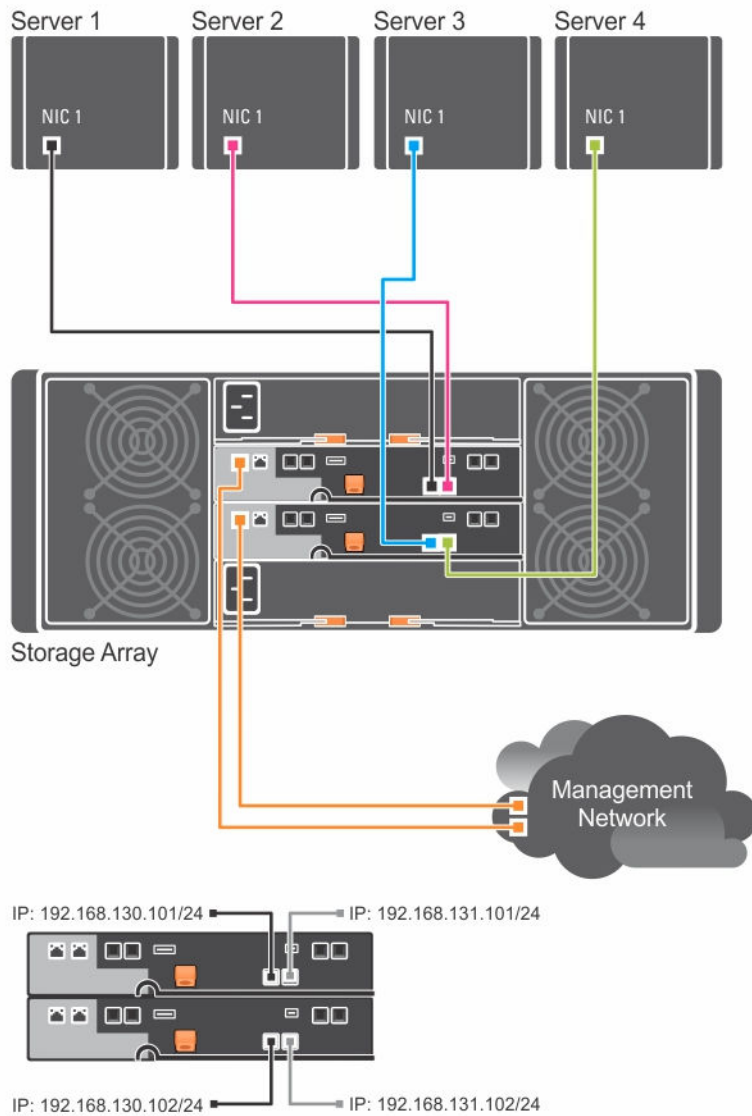 Server 1
Server 2
Server 3
Server 4
NIC 1
NIC 1
NIC 1
NIC 1
Storage Array
Management
Network
IP: 192.168.130.101/24
IP: 192.168.131.101/24
IP: 192.168.130.102/24
IP: 192.168.131.102/24